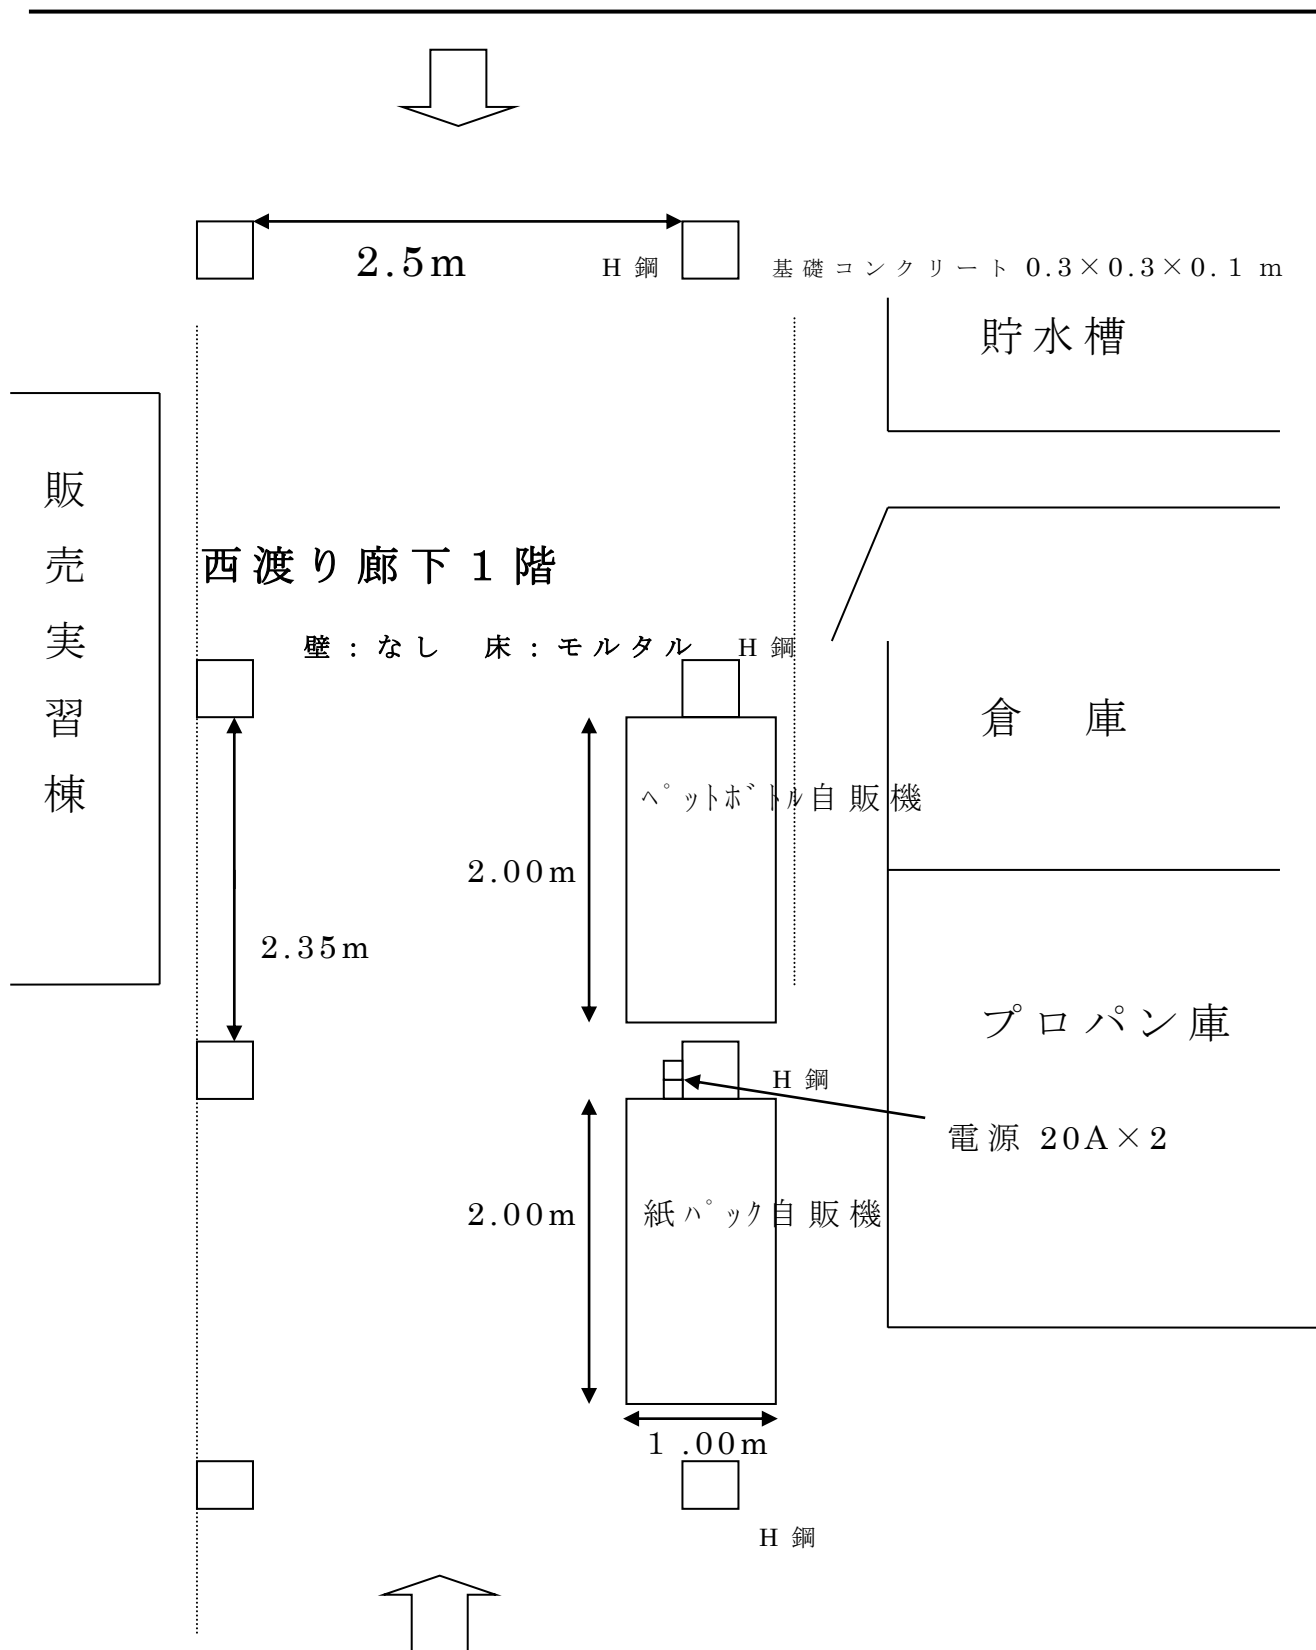 2.5m
H 鋼
基礎コンクリート 0.3×0.3×0.1 m
貯水槽
販売実習棟
西渡り廊下１階
壁：なし　床：モルタル
H 鋼
倉　庫
ﾍﾟｯﾄﾎﾞﾄﾙ自販機
2.00m
2.35m
プロパン庫
H 鋼
電源 20A×2
2.00m
紙ﾊﾟｯｸ自販機
１.00m
H 鋼